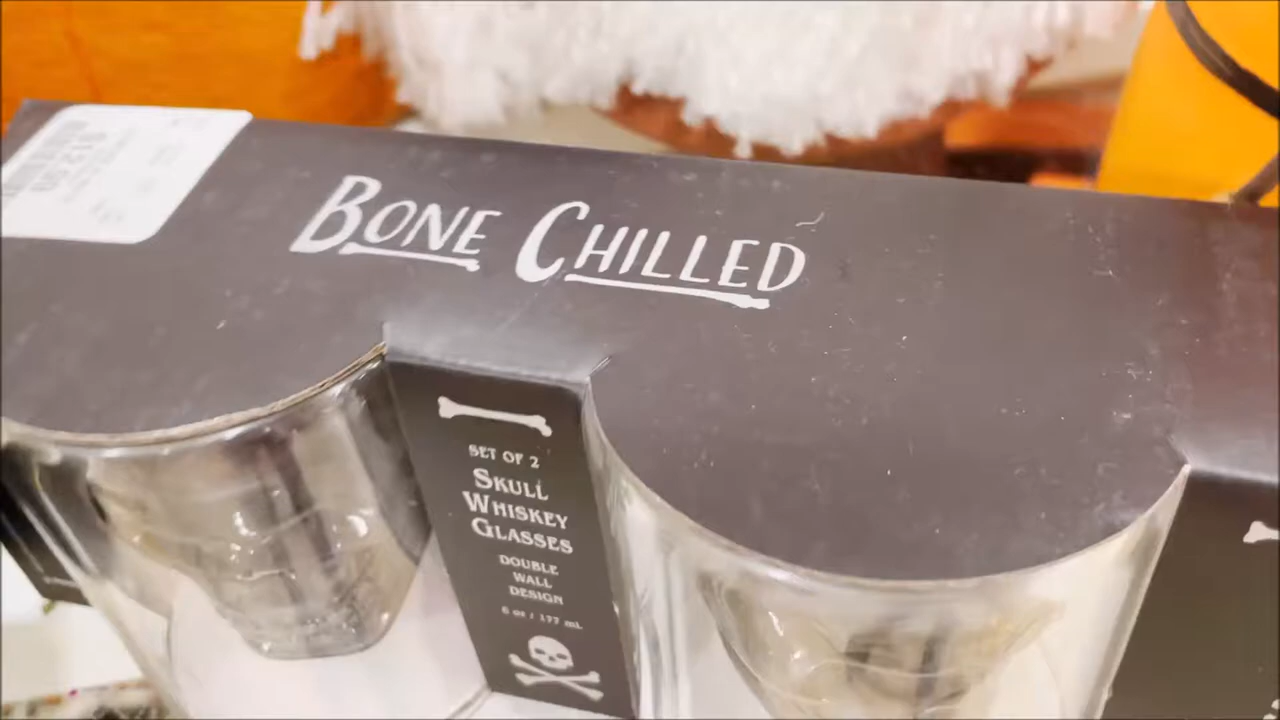 BONE CHILLED
SET OF 2
SKULL
WHISKEY
GLASSES
DOUBLE
WALL
DESIGN
6 oz / 177 mL